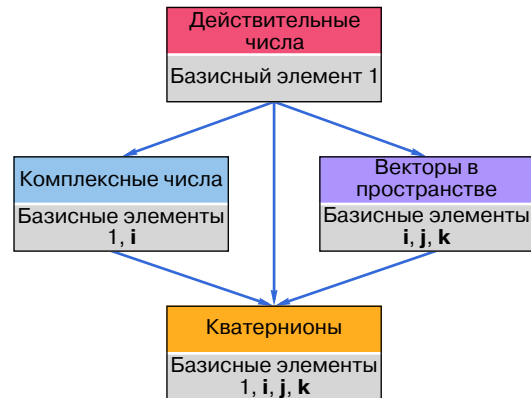 Действительные
числа
Базисный элемент 1
Комплексные числа
Базисные элементы
1, i
Векторы в
пространстве
Базисные элементы
i, j, k
Кватернионы
Базисные элементы
1, i, j, k